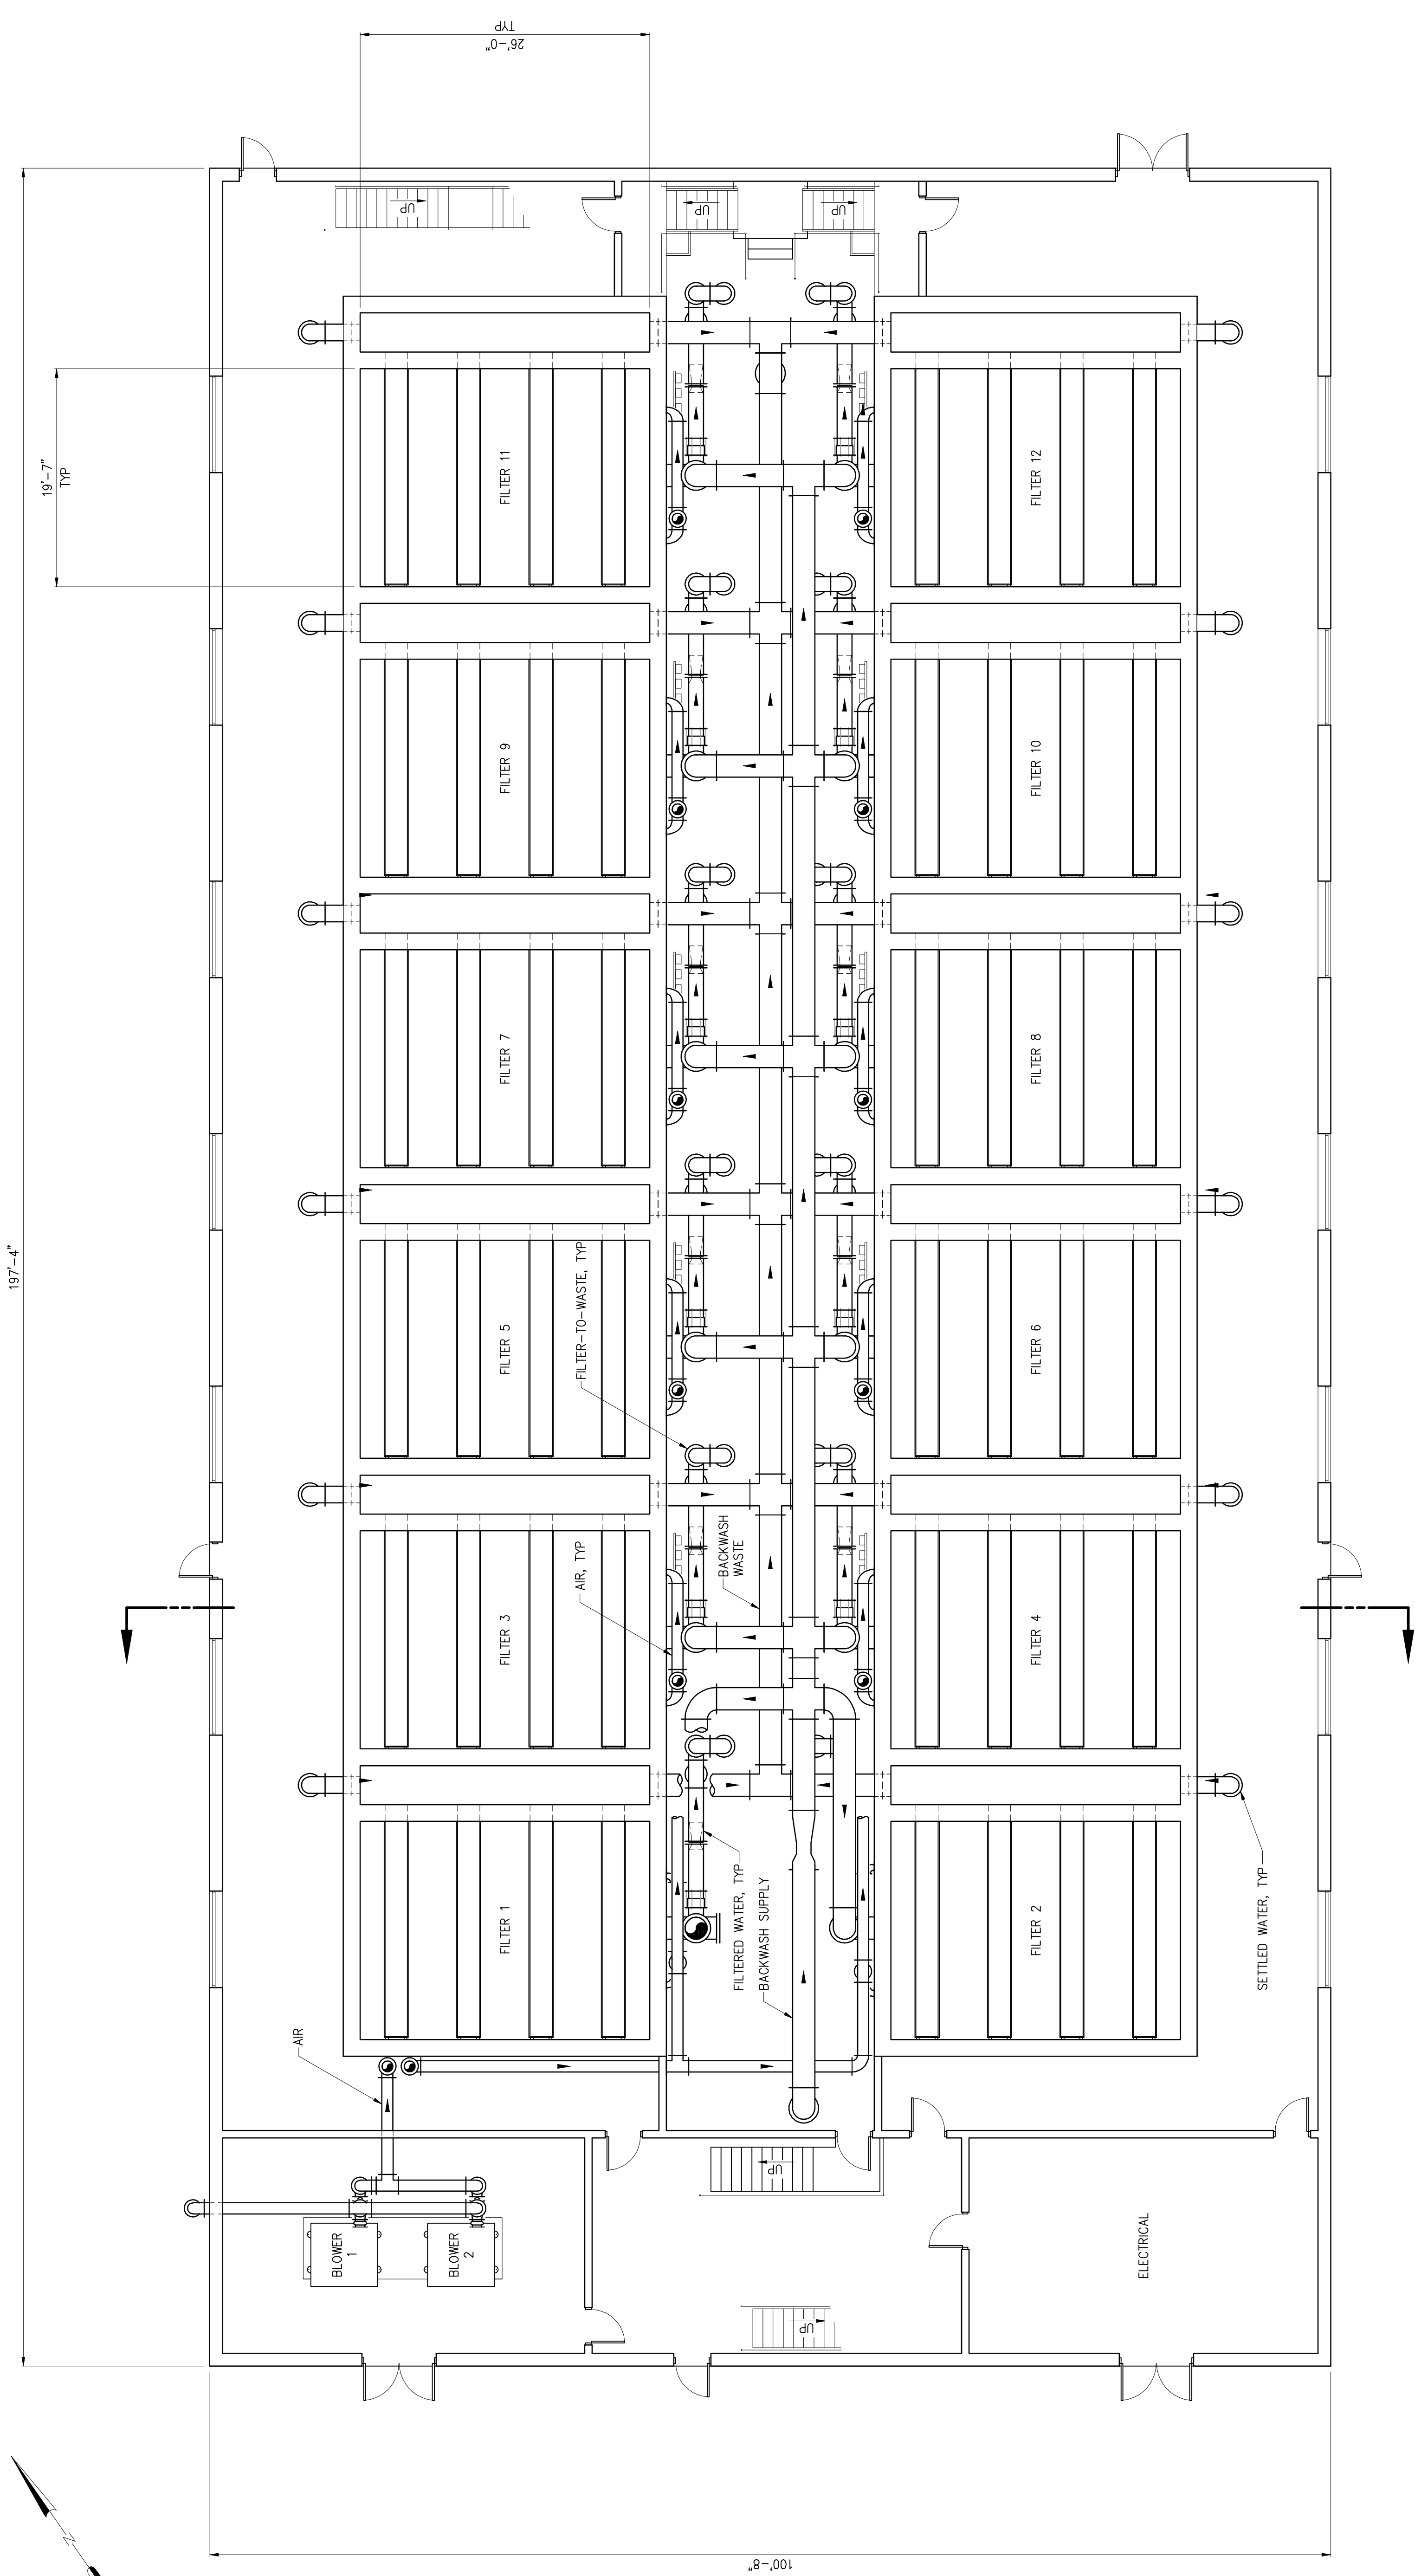 TYP
26'-0"
UP
UP
UP
19'-7"
TYP
FILTER 11
FILTER 12
FILTER 9
FILTER 10
FILTER 7
FILTER 8
197'-4"
FILTER-TO-WASTE, TYP
FILTER 5
FILTER 6
AIR, TYP
BACKWASH
WASTE
FILTER 3
FILTER 4
FILTERED WATER, TYP
BACKWASH SUPPLY
FILTER 1
FILTER 2
SETTLED WATER, TYP
AIR
UP
BLOWER
1
BLOWER
2
ELECTRICAL
UP
N
100'-8"